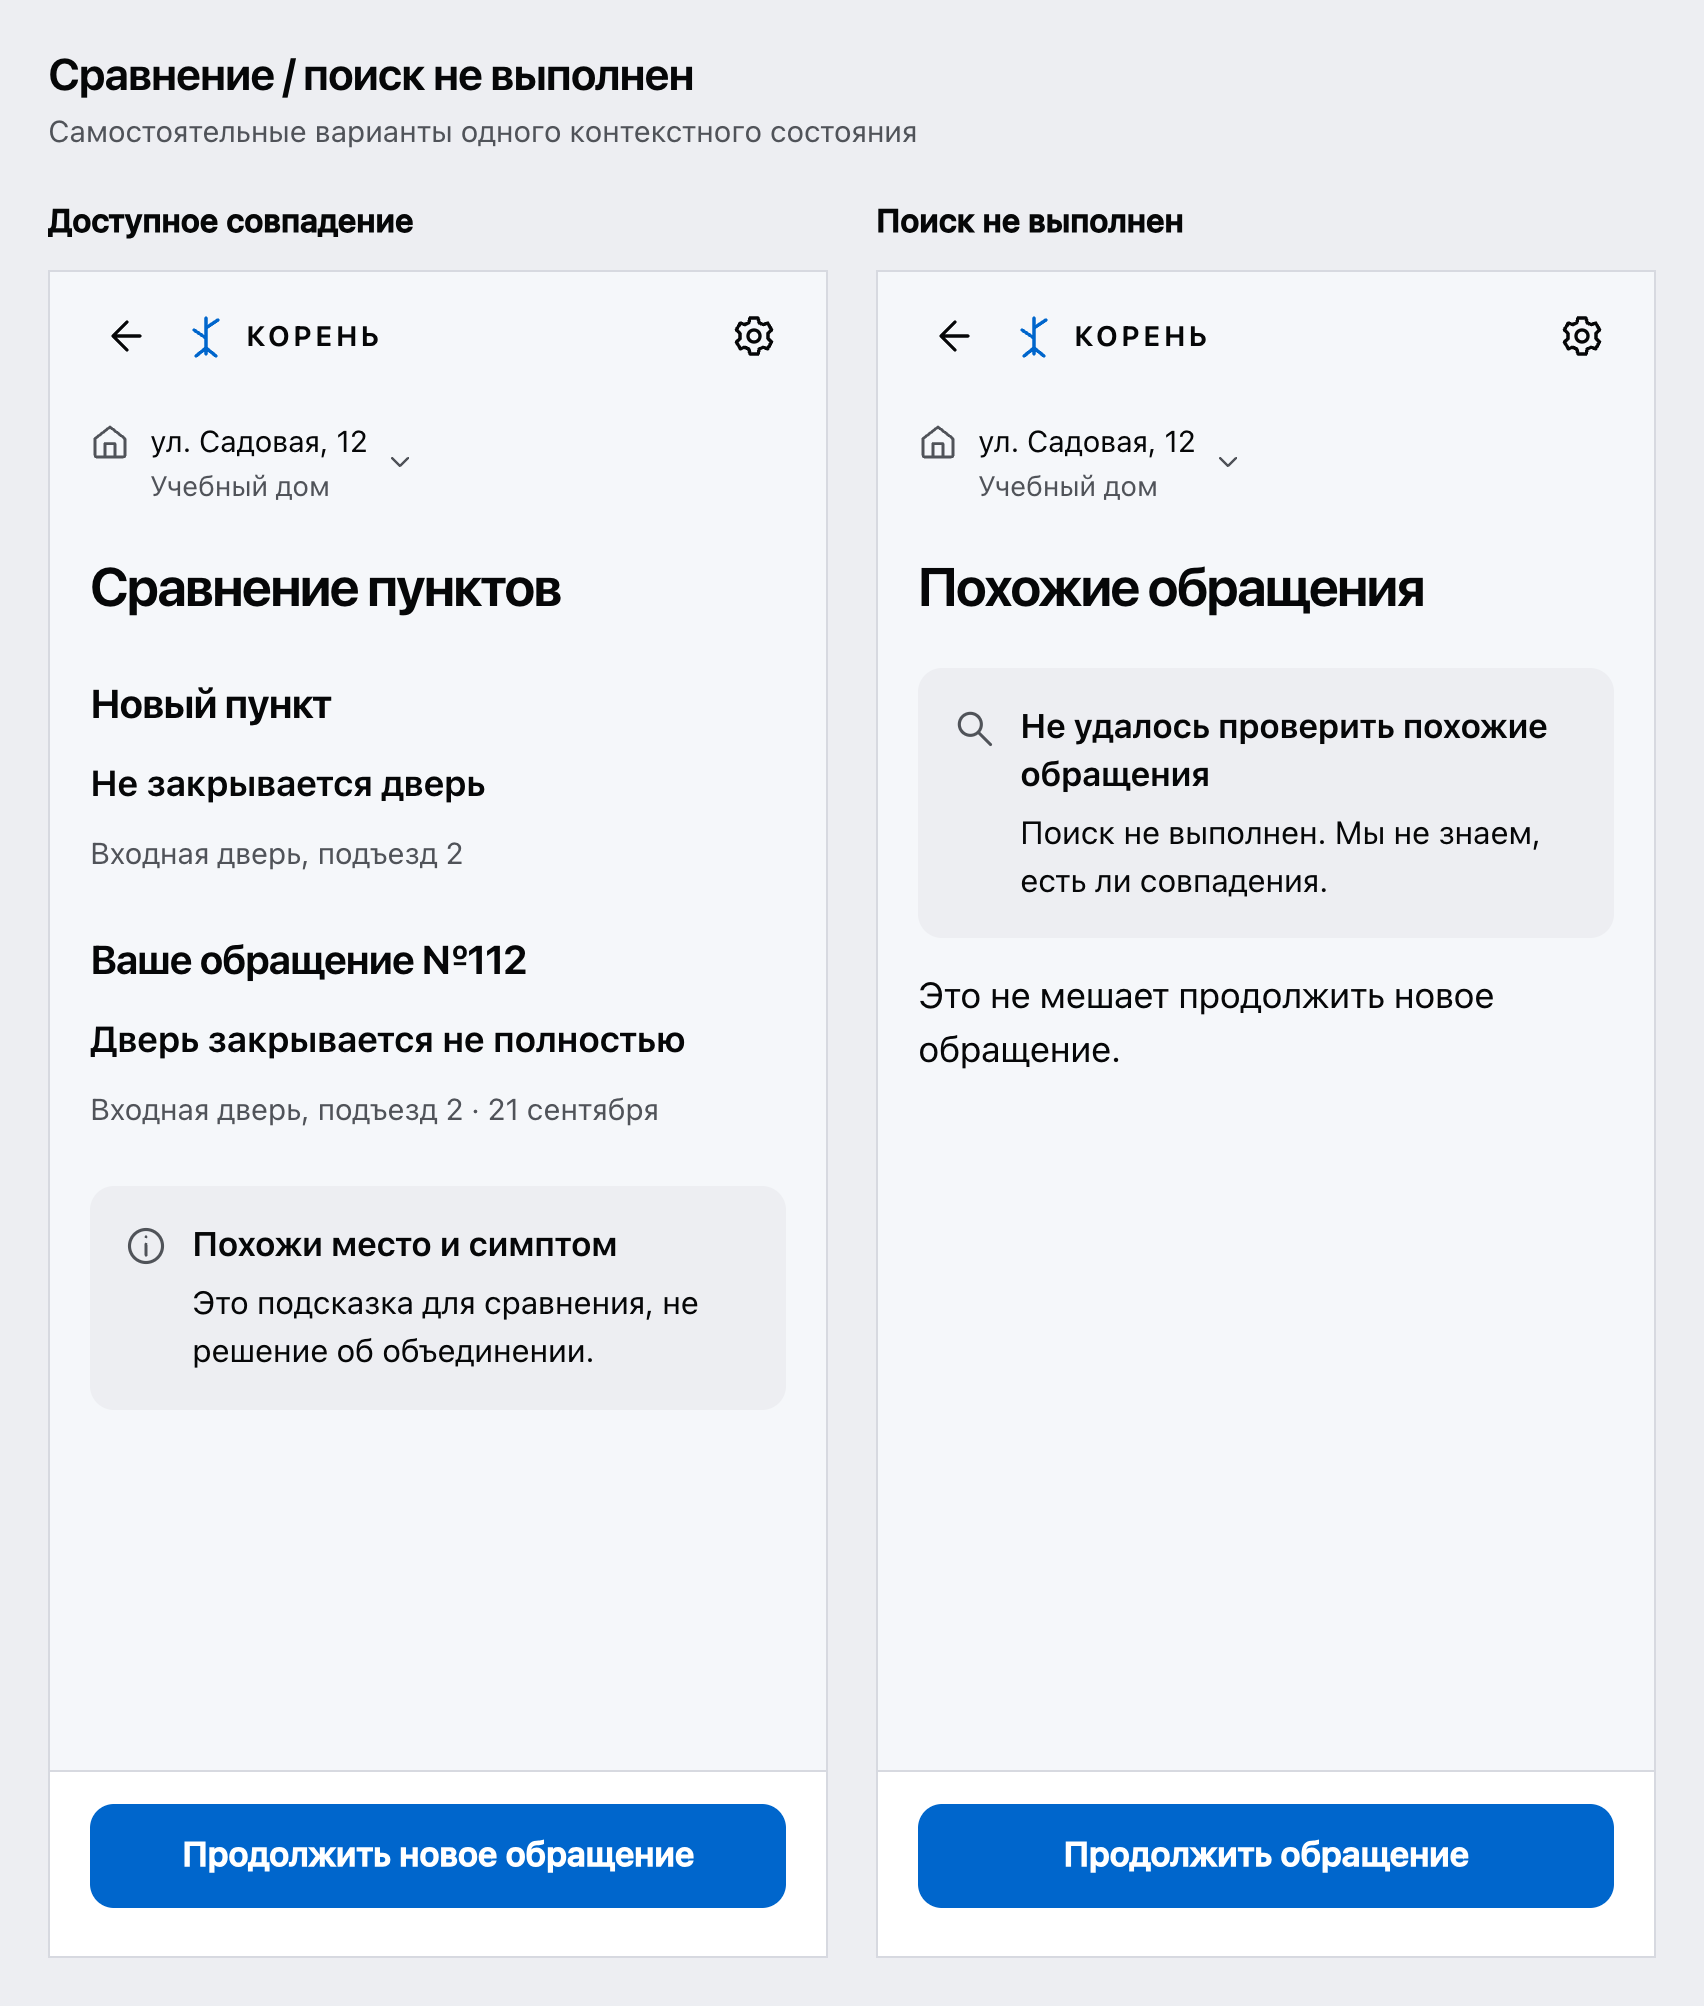 Сравнение / поиск не выполнен
Самостоятельные варианты одного контекстного состояния
Доступное совпадение
КОРЕНЬ
ул. Садовая, 12
Учебный дом
Сравнение пунктов
Новый пункт
Не закрывается дверь
Входная дверь, подъезд 2
Ваше обращение №112
Дверь закрывается не полностью
Входная дверь, подъезд 2 · 21 сентября
Похожи место и симптом
Это подсказка для сравнения, не
решение об объединении.
Продолжить новое обращение
Поиск не выполнен
КОРЕНЬ
ул. Садовая, 12
Учебный дом
Похожие обращения
Не удалось проверить похожие
обращения
Поиск не выполнен. Мы не знаем,
есть ли совпадения.
Это не мешает продолжить новое
обращение.
Продолжить обращение